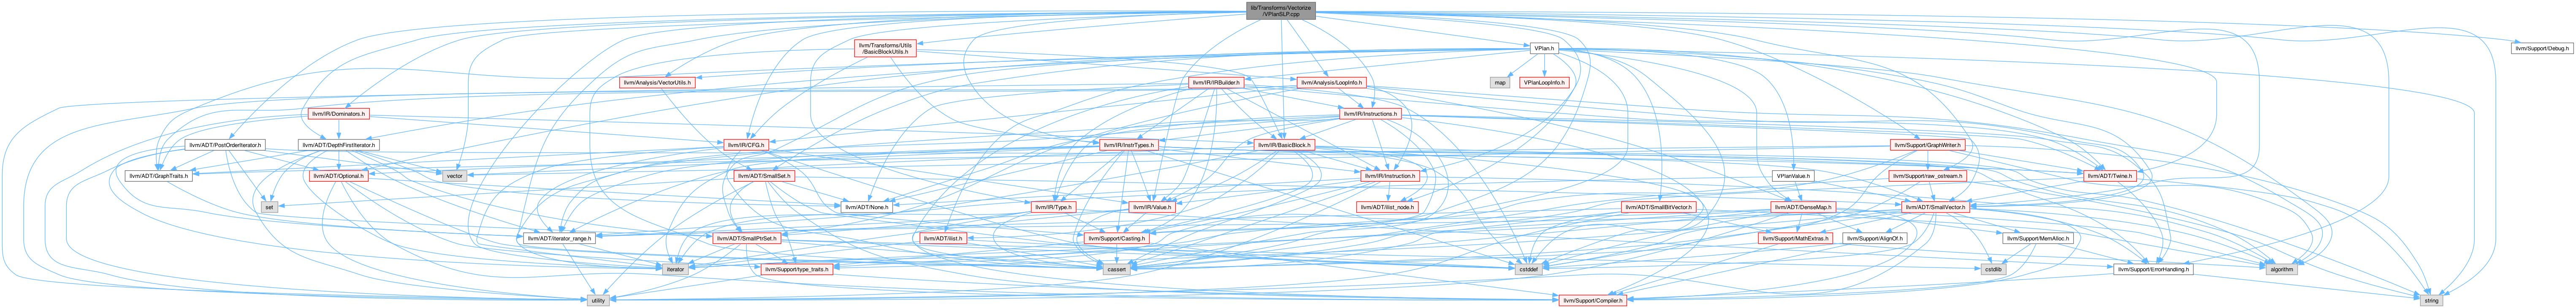 lib/Transforms/Vectorize
/VPlanSLP.cpp
llvm/Transforms/Utils
/BasicBlockUtils.h
VPlan.h
llvm/Support/Debug.h
llvm/Analysis/VectorUtils.h
llvm/IR/IRBuilder.h
llvm/Analysis/LoopInfo.h
map
VPlanLoopInfo.h
llvm/IR/Dominators.h
llvm/IR/Instructions.h
llvm/ADT/PostOrderIterator.h
llvm/ADT/DepthFirstIterator.h
llvm/IR/CFG.h
llvm/IR/InstrTypes.h
llvm/IR/BasicBlock.h
llvm/Support/GraphWriter.h
llvm/ADT/GraphTraits.h
llvm/ADT/Optional.h
vector
llvm/ADT/SmallSet.h
llvm/IR/Instruction.h
VPlanValue.h
llvm/Support/raw_ostream.h
llvm/ADT/Twine.h
set
llvm/ADT/None.h
llvm/IR/Type.h
llvm/IR/Value.h
llvm/ADT/ilist_node.h
llvm/ADT/SmallBitVector.h
llvm/ADT/DenseMap.h
llvm/ADT/SmallVector.h
llvm/ADT/iterator_range.h
llvm/ADT/SmallPtrSet.h
llvm/ADT/ilist.h
llvm/Support/Casting.h
llvm/Support/MathExtras.h
llvm/Support/AlignOf.h
llvm/Support/MemAlloc.h
iterator
llvm/Support/type_traits.h
cassert
cstddef
cstdlib
llvm/Support/ErrorHandling.h
algorithm
utility
llvm/Support/Compiler.h
string